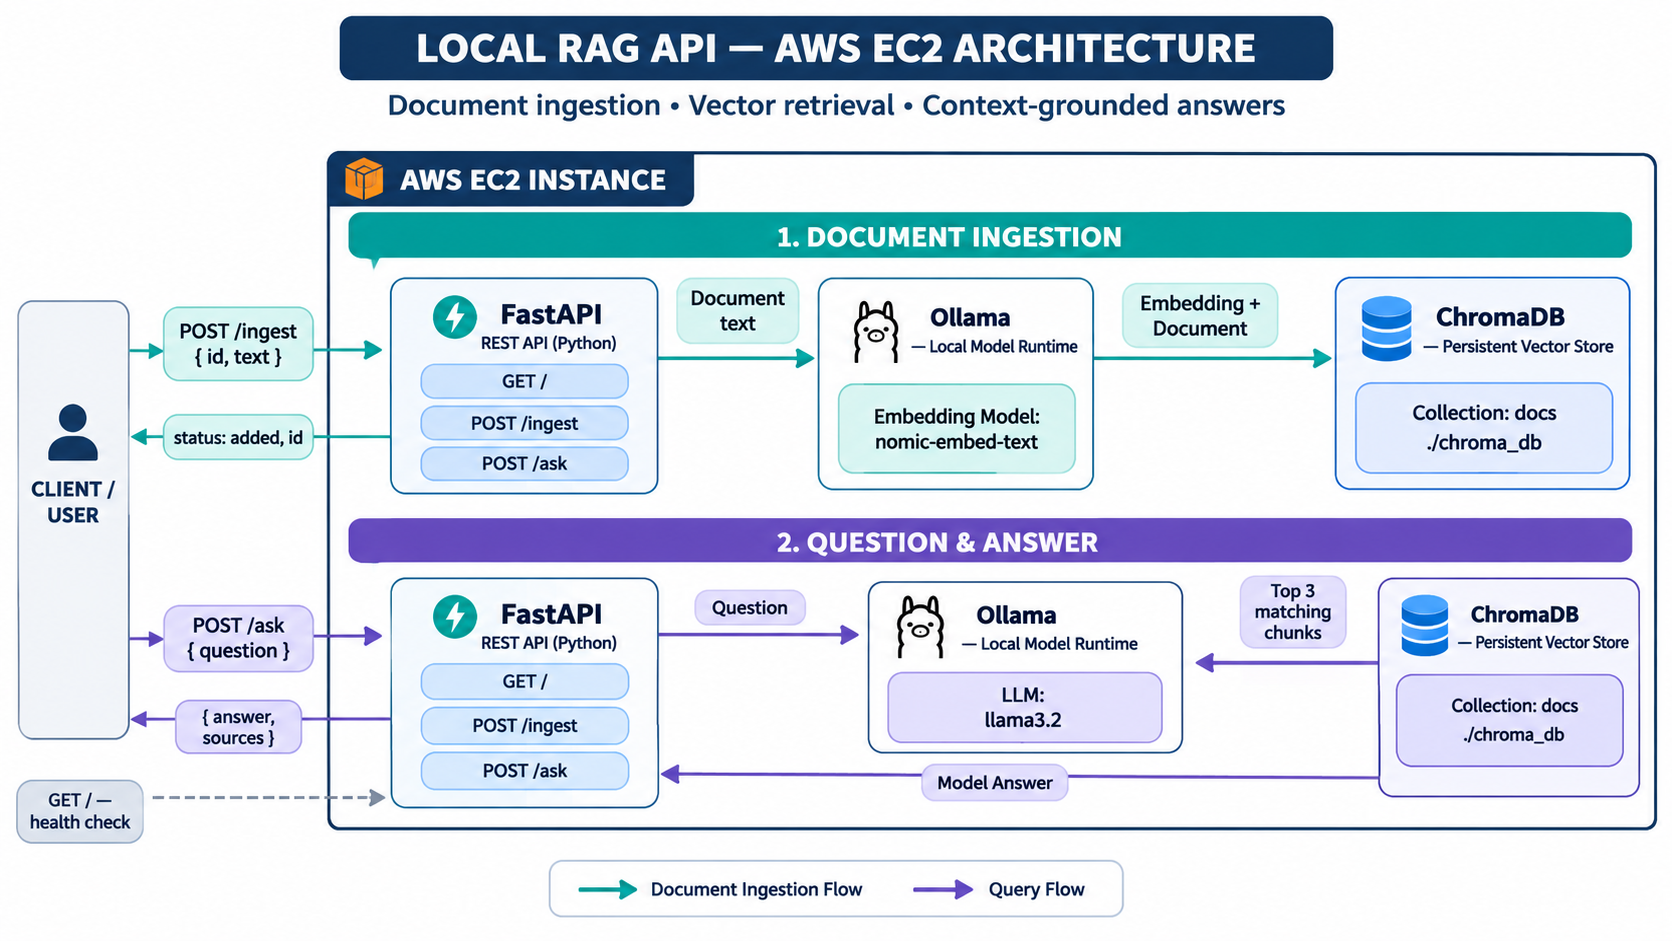 LOCAL RAG API — AWS EC2 ARCHITECTURE
Document ingestion • Vector retrieval • Context-grounded answers
AWS EC2 INSTANCE
1. DOCUMENT INGESTION
CLIENT /
USER
POST /ingest
{ id, text }
status: added, id
FastAPI
REST API (Python)
GET /
POST /ingest
POST /ask
Document
text
Ollama
— Local Model Runtime
Embedding Model:
nomic-embed-text
Embedding +
Document
ChromaDB
— Persistent Vector Store
Collection: docs
./chroma_db
2. QUESTION & ANSWER
POST /ask
{ question }
{ answer,
sources }
GET / —
health check
FastAPI
REST API (Python)
GET /
POST /ingest
POST /ask
Question
Ollama
— Local Model Runtime
LLM:
llama3.2
Top 3
matching
chunks
ChromaDB
— Persistent Vector Store
Collection: docs
./chroma_db
Model Answer
Document Ingestion Flow
Query Flow